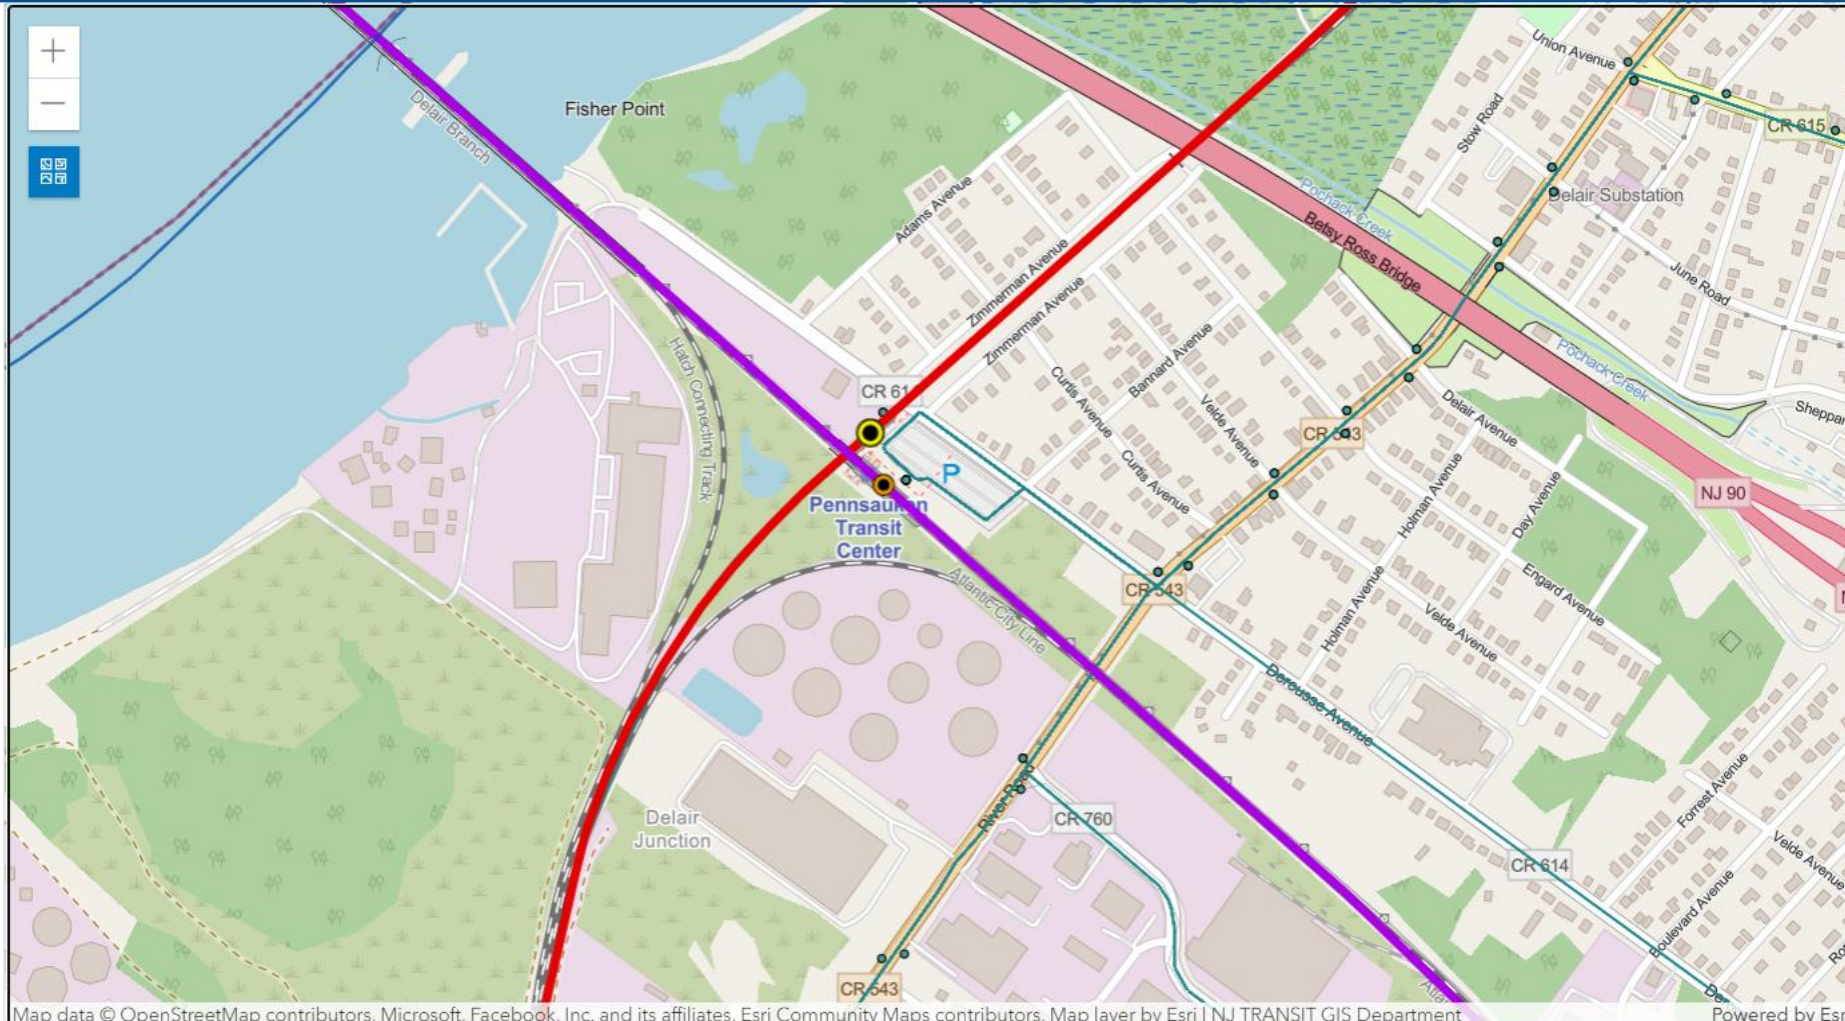 +
−
Fisher Point
Delair Branch
Union Avenue
CR 615
Stow Road
Delair Substation
Pochack Creek
Betsy Ross Bridge
June Road
Adams Avenue
Zimmerman Avenue
Zimmerman Avenue
Pochack Creek
Hatch Connecting Track
CR 61
Bannard Avenue
Curtis Avenue
Velde Avenue
Delair Avenue
Sheppar
CR 543
P
Curtis Avenue
Holman Avenue
Day Avenue
NJ 90
Pennsauken
Transit
Center
Atlantic City Line
CR 543
Engard Avenue
Holman Avenue
Velde Avenue
Derousse Avenue
River Road
Delair
Junction
CR 760
Forrest Avenue
Velde Avenue
CR 614
Boulevard Avenue
Ro
CR 543
Atla
De
Map data © OpenStreetMap contributors, Microsoft, Facebook, Inc. and its affiliates, Esri Community Maps contributors, Map layer by Esri | NJ TRANSIT GIS Department
Powered by Esri